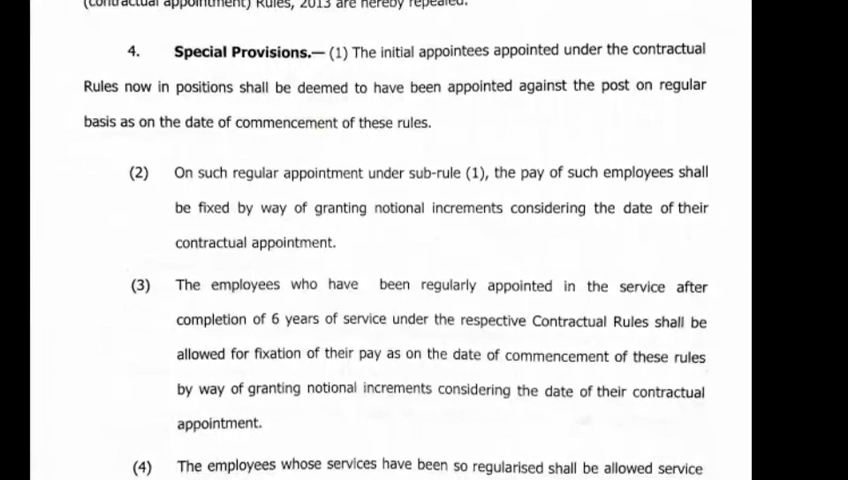 (contractual appointment) Rules, 2013 are hereby repealed.
4. Special Provisions.— (1) The initial appointees appointed under the contractual
Rules now in positions shall be deemed to have been appointed against the post on regular
basis as on the date of commencement of these rules.
(2) On such regular appointment under sub-rule (1), the pay of such employees shall
be fixed by way of granting notional increments considering the date of their
contractual appointment.
(3) The employees who have been regularly appointed in the service after
completion of 6 years of service under the respective Contractual Rules shall be
allowed for fixation of their pay as on the date of commencement of these rules
by way of granting notional increments considering the date of their contractual
appointment.
(4) The employees whose services have been so regularised shall be allowed service